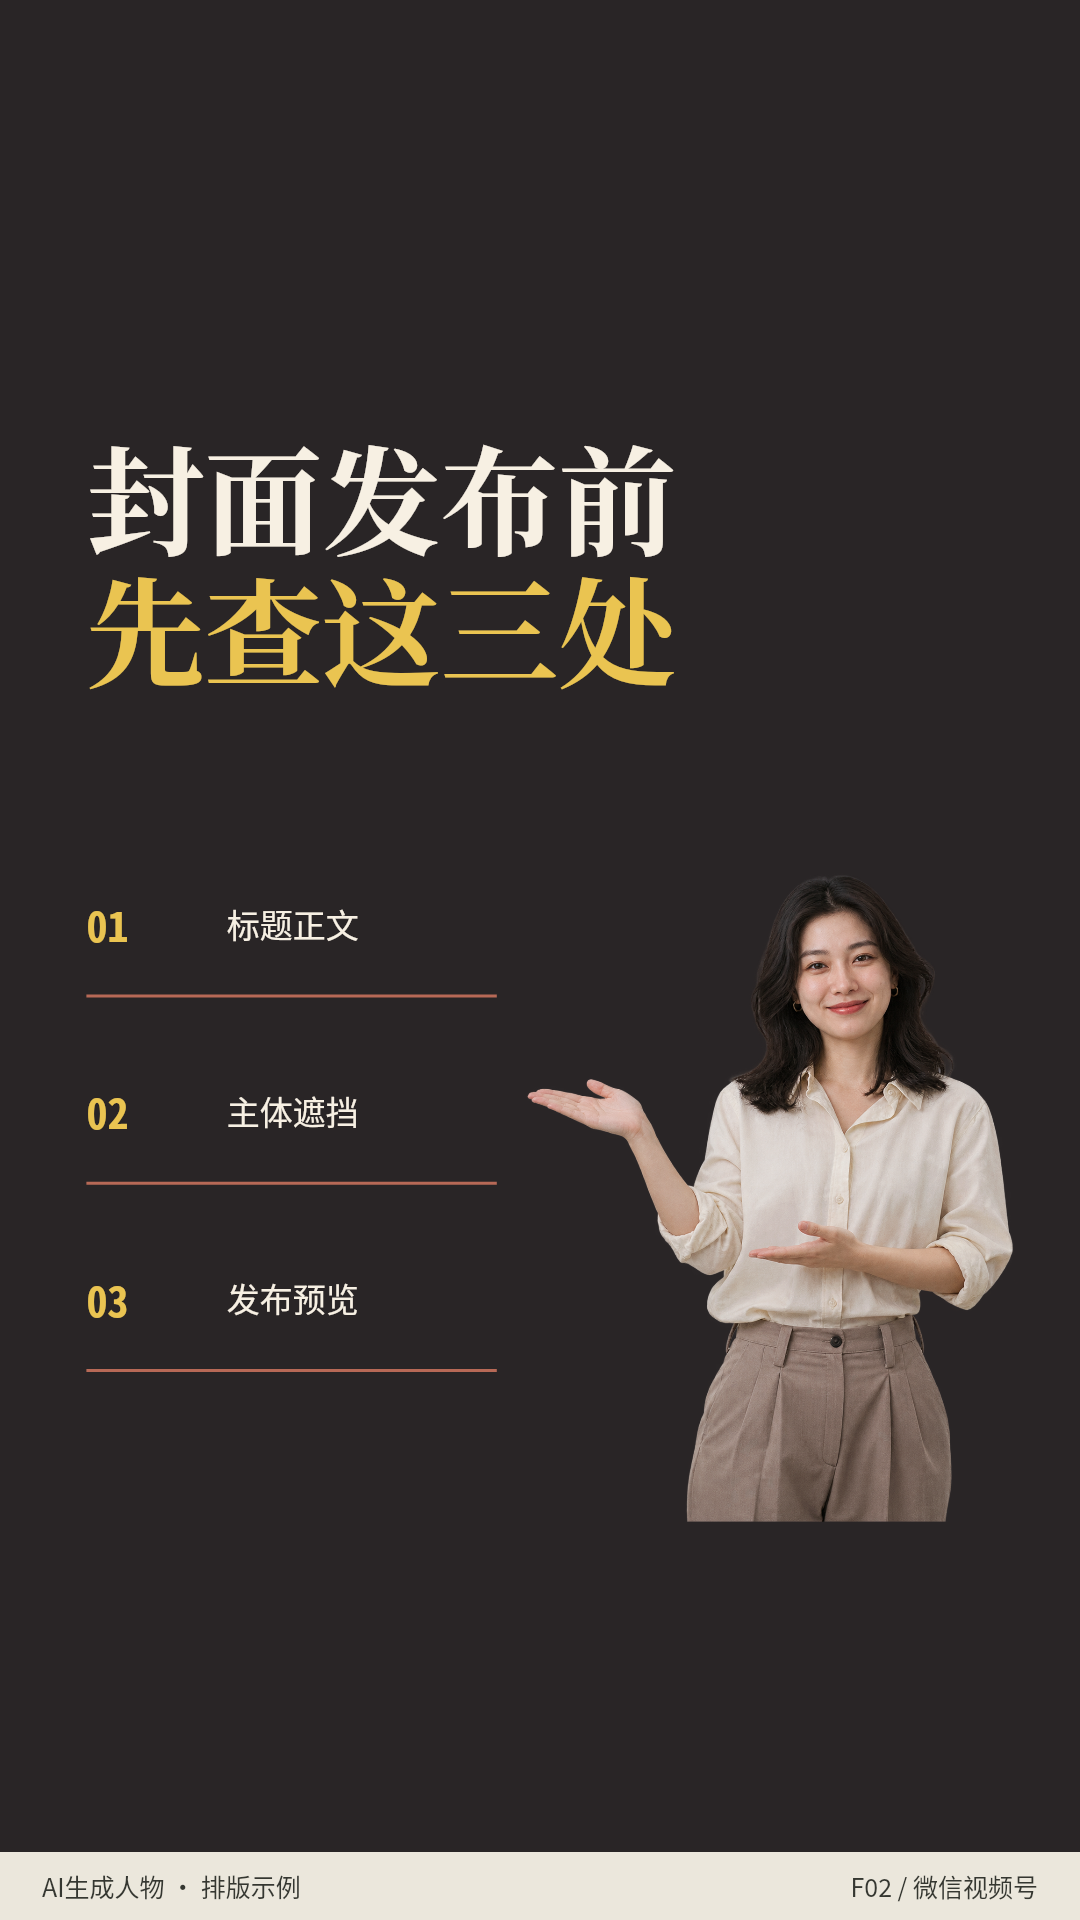 封面发布前
先查这三处
01 标题正文
02 主体遮挡
03 发布预览
AI生成人物 · 排版示例
F02 / 微信视频号